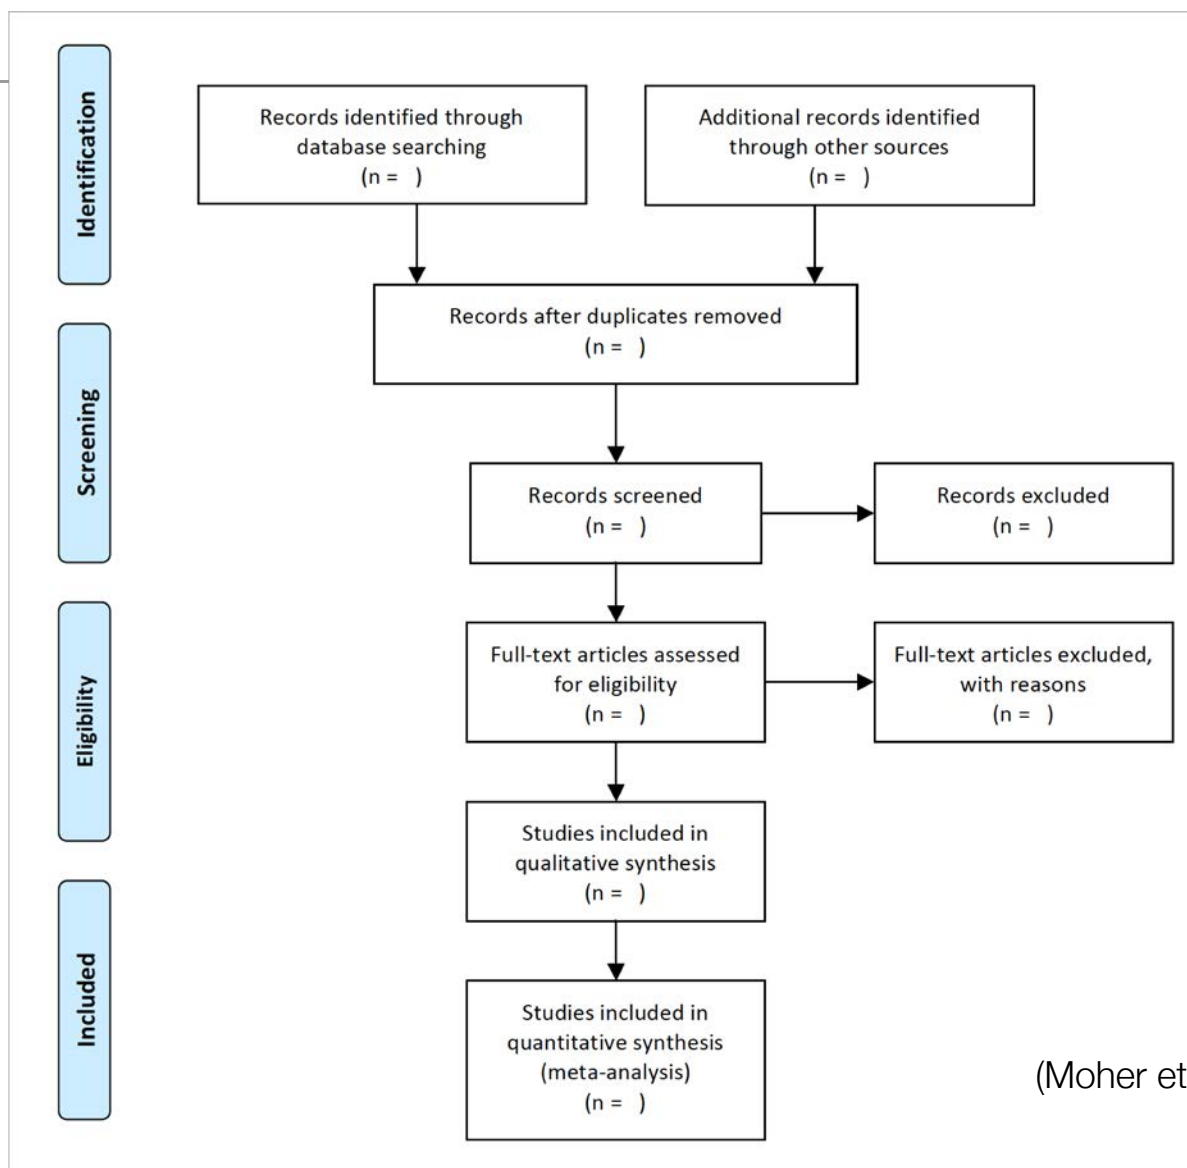 Identification
Records identified through
database searching
(n =   )
Additional records identified
through other sources
(n =   )
Records after duplicates removed
(n =   )
Screening
Records screened
(n =   )
Records excluded
(n =   )
Eligibility
Full-text articles assessed
for eligibility
(n =   )
Full-text articles excluded,
with reasons
(n =   )
Studies included in
qualitative synthesis
(n =   )
Included
Studies included in
quantitative synthesis
(meta-analysis)
(n =   )
(Moher et